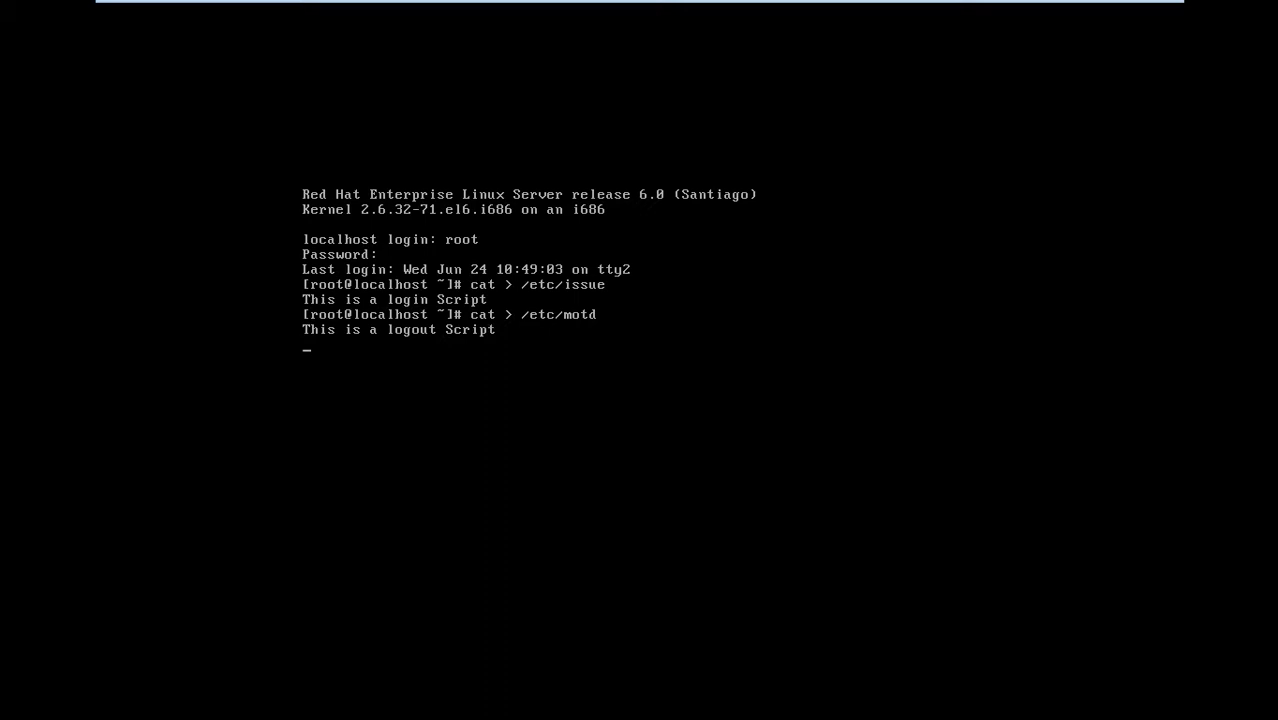 Red Hat Enterprise Linux Server release 6.0 (Santiago)
Kernel 2.6.32-71.el6.i686 on an i686
localhost login: root
Password:
Last login: Wed Jun 24 10:49:03 on tty2
[root@localhost ~]# cat > /etc/issue
This is a login Script
[root@localhost ~]# cat > /etc/motd
This is a logout Script